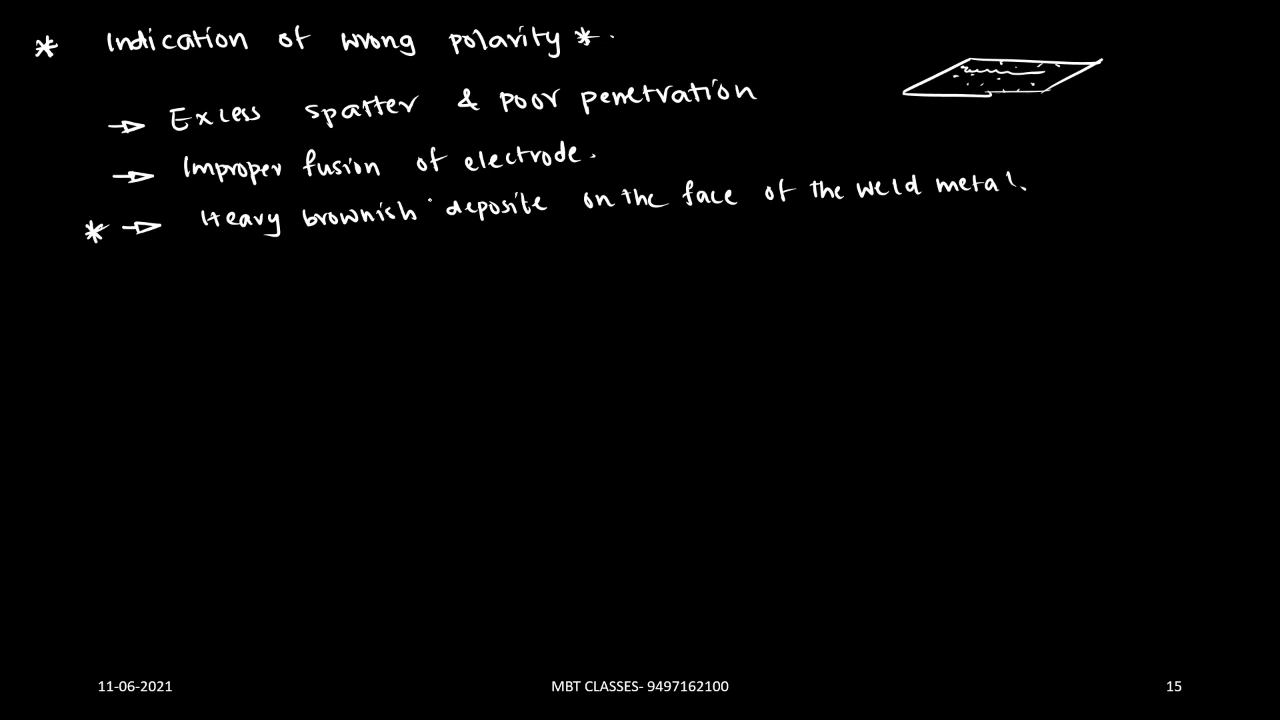 * Indication of wrong polarity *.
→ Excess spatter & poor penetration
→ Improper fusion of electrode.
* → Heavy brownish deposite on the face of the weld metal.
11-06-2021 MBT CLASSES- 9497162100 15